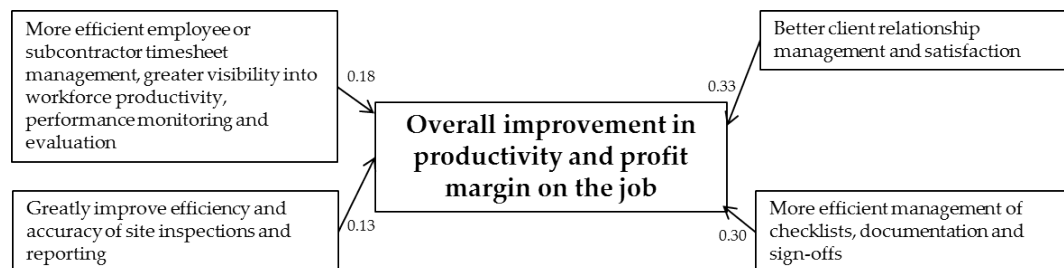 More efficient employee or
subcontractor timesheet
management, greater visibility into
workforce productivity,
performance monitoring and
evaluation
0.18
Greatly improve efficiency and
accuracy of site inspections and
reporting
0.13
Overall improvement in
productivity and profit
margin on the job
Better client relationship
management and satisfaction
0.33
More efficient management of
checklists, documentation and
sign-offs
0.30